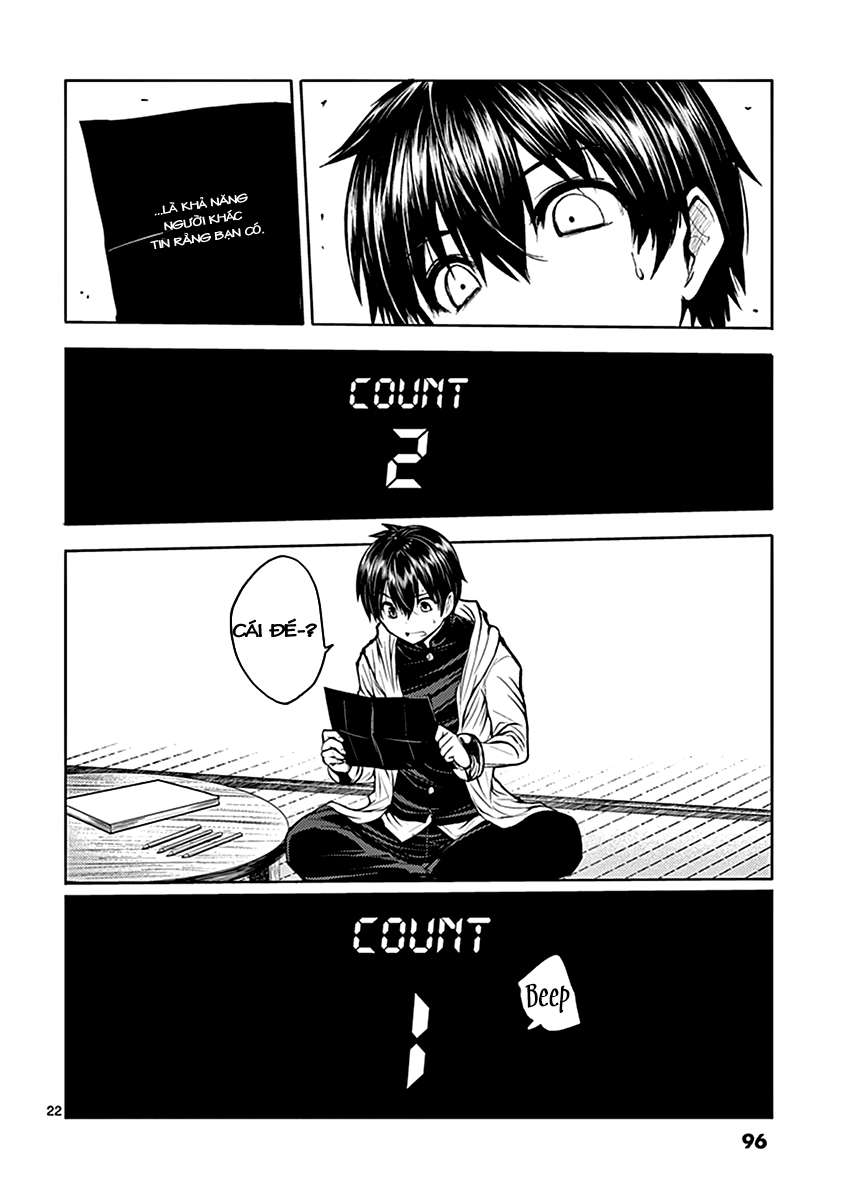 ...LÀ KHẢ NĂNG
NGƯỜI KHÁC
TIN RẰNG BẠN CÓ.
COUNT
2
CÁI ĐÉ-?
COUNT
1
Beep
22
96